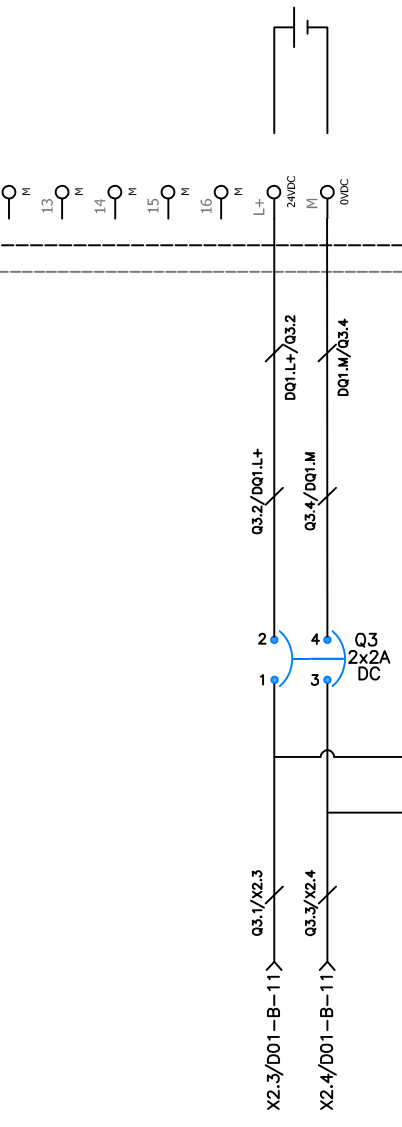 M
13
M
14
M
15
M
16
M
L+
24VDC
M
0VDC
DQ1.L+/Q3.2
DQ1.M/Q3.4
Q3.2/DQ1.L+
Q3.4/DQ1.M
2
4
Q3
2x2A
DC
1
3
Q3.1/X2.3
Q3.3/X2.4
X2.3/D01-B-11
X2.4/D01-B-11